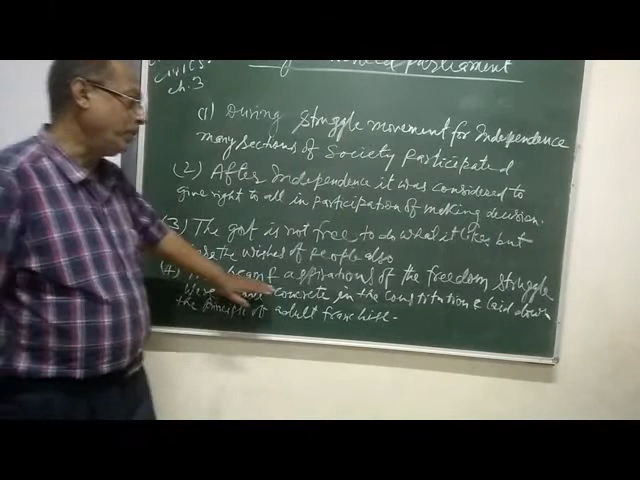 Civics.
ch.3
Parliament
(1) During Struggle movement for Independence
many sections of Society participated
(2) After Independence it was considered to
give right to all in participation of making decision.
(3) The govt is not free to do what it likes, but
the wishes of people also
(4) aspirations of the freedom struggle
concrete in the constitution & laid down
the principle of adult franchise.